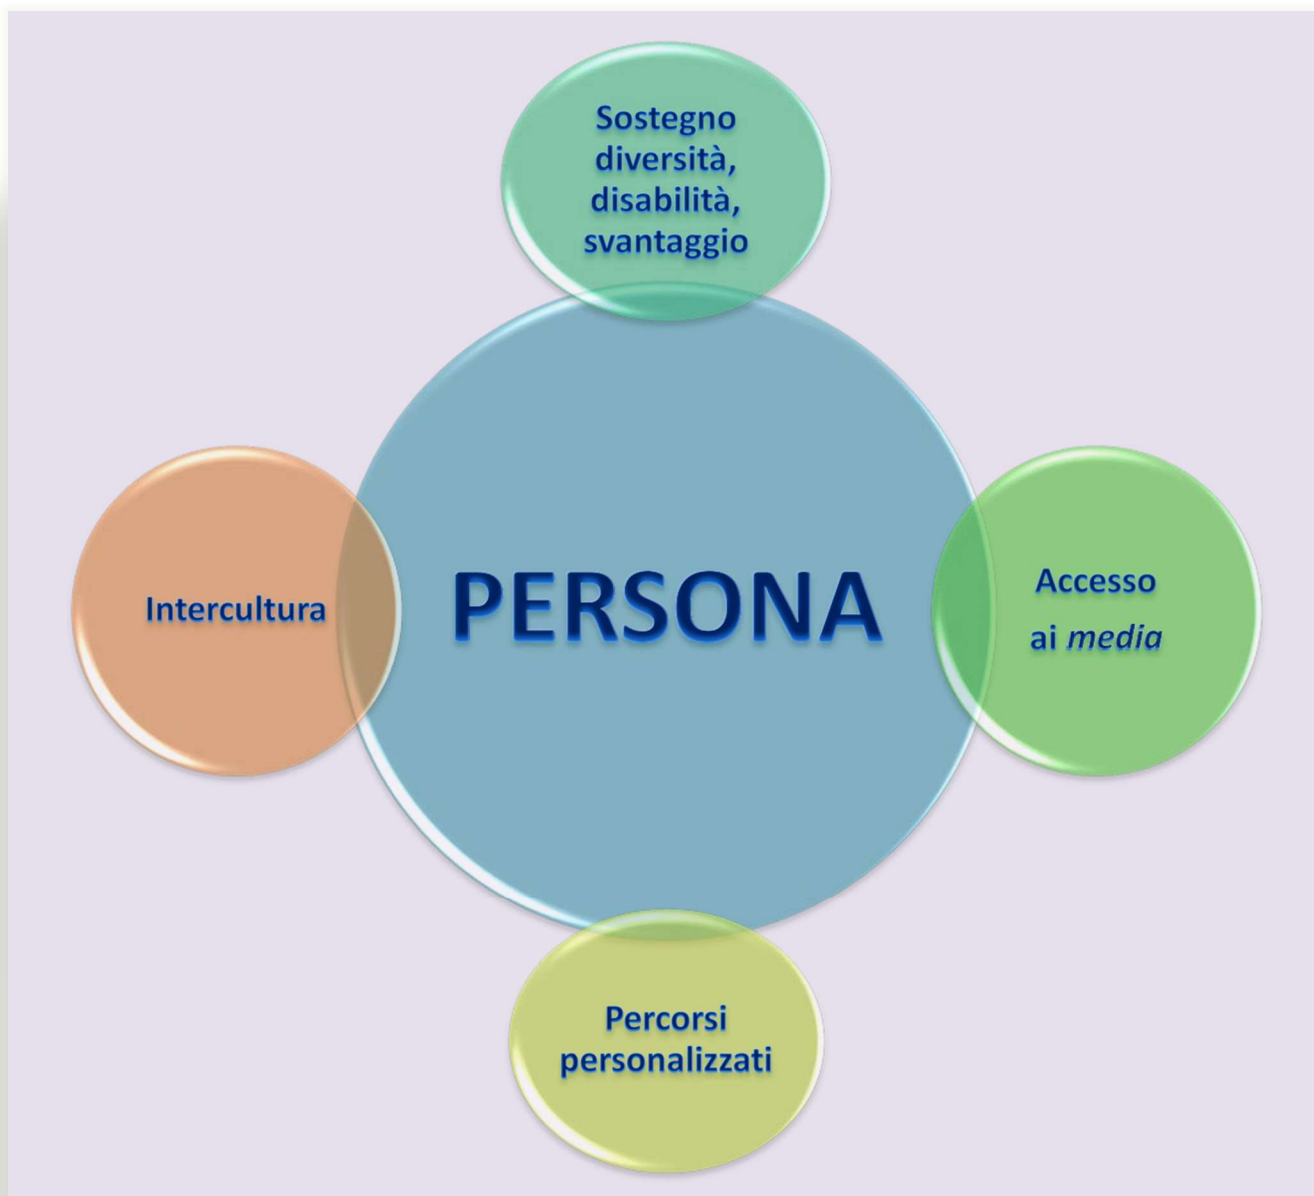 Sostegno
diversità,
disabilità,
svantaggio
Intercultura
PERSONA
Accesso
ai media
Percorsi
personalizzati